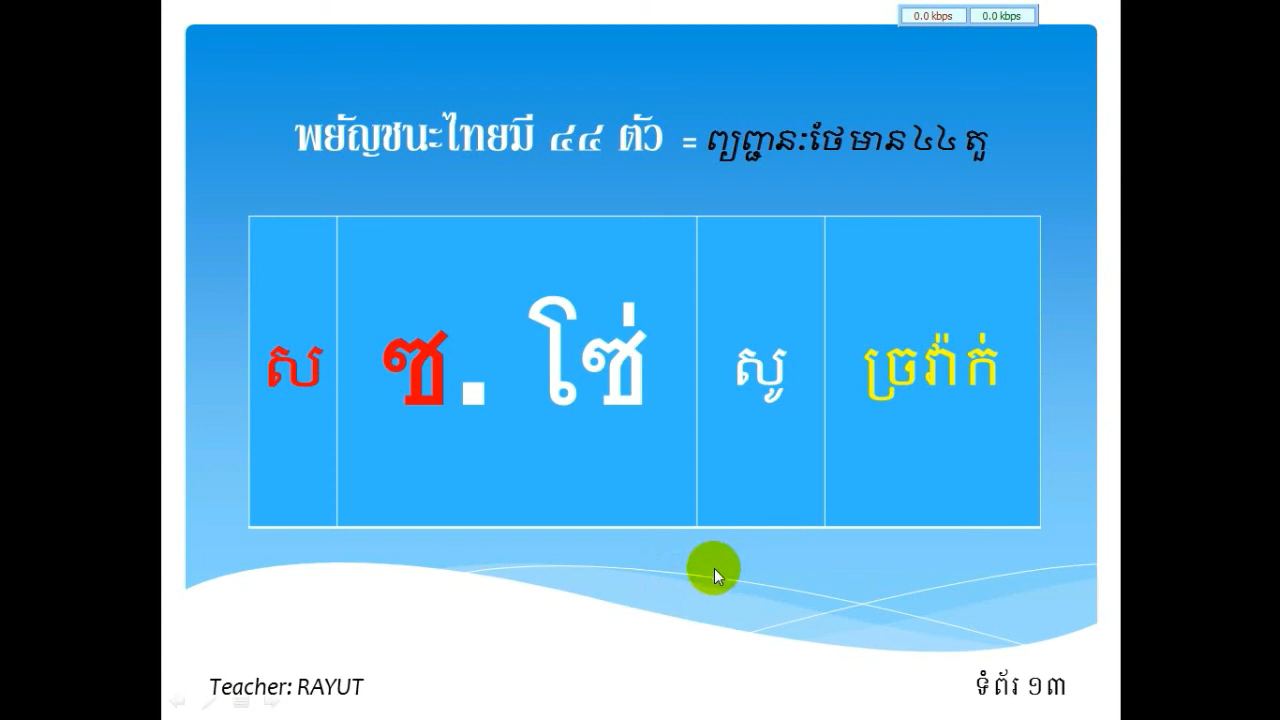 0.0 kbps 0.0 kbps
พยัญชนะไทยมี ๔๔ ตัว = ព្យញ្ជានៈថៃមាន ៤៤ តួ
ស ซ. โซ่ សូ ច្រវ៉ាក់
Teacher: RAYUT ទំព័រ ១៣